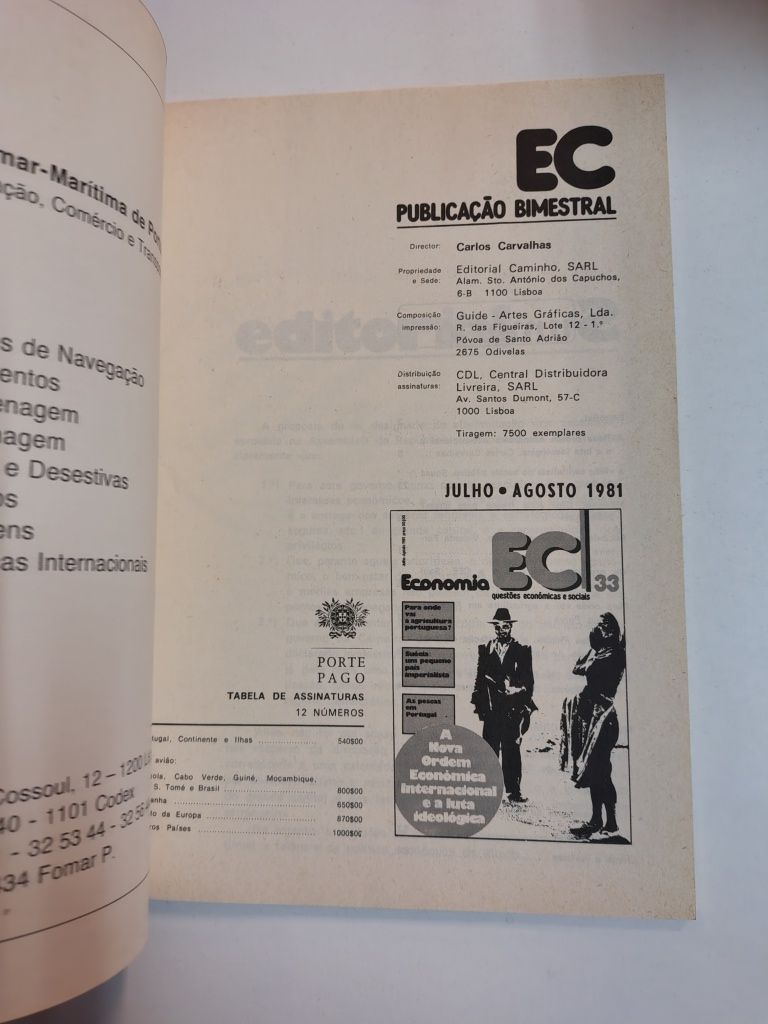 mar-Marítima de
ção, Comércio e
s de Navegação
entos
enagem
nagem
e Desestivas
os
ens
as Internacionais
Cossoul, 12 - 1200
40 - 1101 Codex
- 32 53 44 - 32 56
334 Fomar P.
EC
PUBLICAÇÃO BIMESTRAL
Director: Carlos Carvalhas
Propriedade e Sede: Editorial Caminho, SARL
Alam. Sto. António dos Capuchos,
6-B 1100 Lisboa
Composição impressão: Guide - Artes Gráficas, Lda.
R. das Figueiras, Lote 12 - 1.º
Póvoa de Santo Adrião
2675 Odivelas
Distribuição assinaturas: CDL, Central Distribuidora
Livreira, SARL
Av. Santos Dumont, 57-C
1000 Lisboa
Tiragem: 7500 exemplares
JULHO • AGOSTO 1981
Economia EC 33
questões económicas e sociais
Para onde
vai
a agricultura
portuguesa?
Suécia:
um pequeno
país
imperialista
As pescas
em
Portugal
A
Nova
Ordem
Económica
Internacional
e a luta
ideológica
PORTE
PAGO
TABELA DE ASSINATURAS
12 NÚMEROS
tugal, Continente e Ilhas .................... 540$00
avião:
ola, Cabo Verde, Guiné, Mocambique,
S. Tomé e Brasil ........................ 800$00
anha ........................ 650$00
to da Europa ........................ 870$00
ros Países ........................ 1000$00